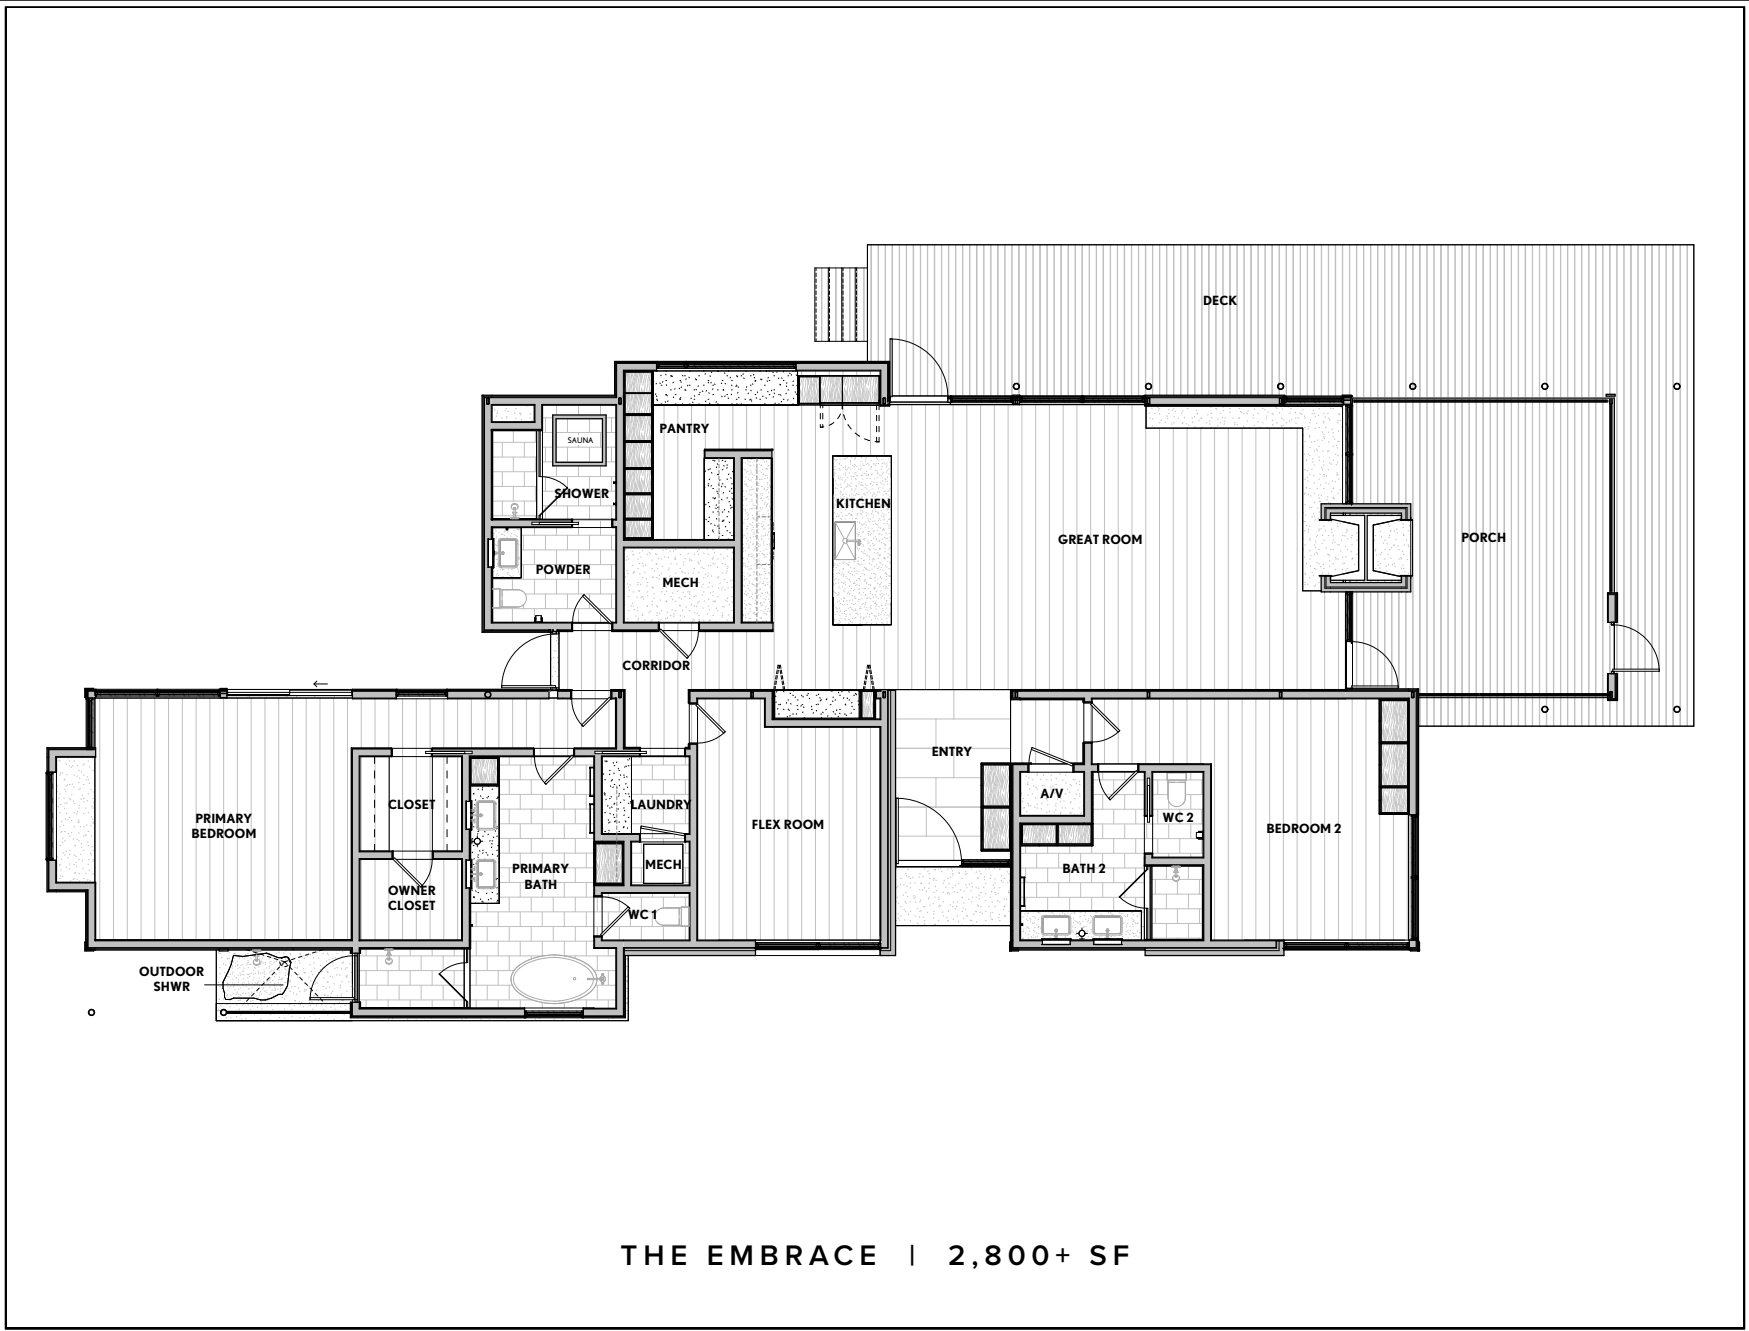 DECK
PANTRY
SAUNA
SHOWER
KITCHEN
GREAT ROOM
PORCH
POWDER
MECH
CORRIDOR
ENTRY
A/V
CLOSET
LAUNDRY
PRIMARY
BEDROOM
FLEX ROOM
WC 2
BEDROOM 2
MECH
PRIMARY
BATH
BATH 2
OWNER
CLOSET
WC 1
OUTDOOR
SHWR
THE EMBRACE | 2,800+ SF